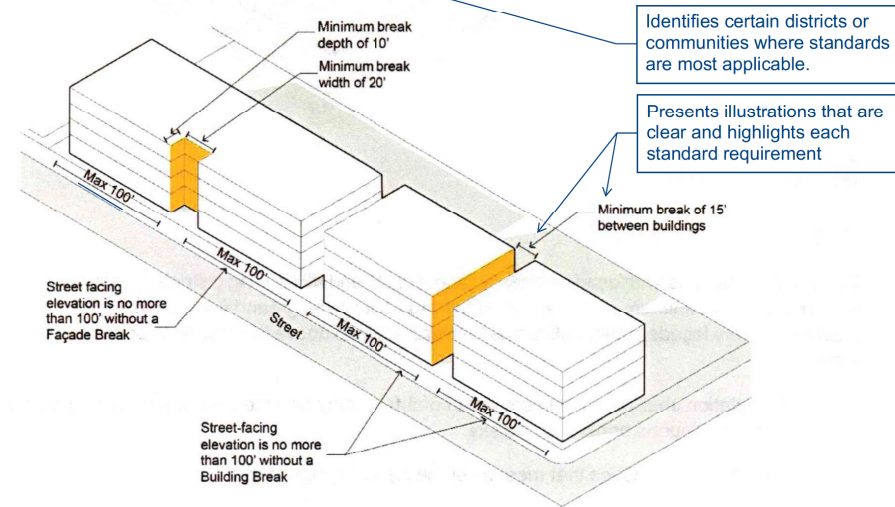 Minimum break
depth of 10'
Minimum break
width of 20'
Identifies certain districts or
communities where standards
are most applicable.
Presents illustrations that are
clear and highlights each
standard requirement
Minimum break of 15'
between buildings
Max 100'
Max 100'
Max 100'
Max 100'
Street
Street facing
elevation is no more
than 100' without a
Façade Break
Street-facing
elevation is no more
than 100' without a
Building Break